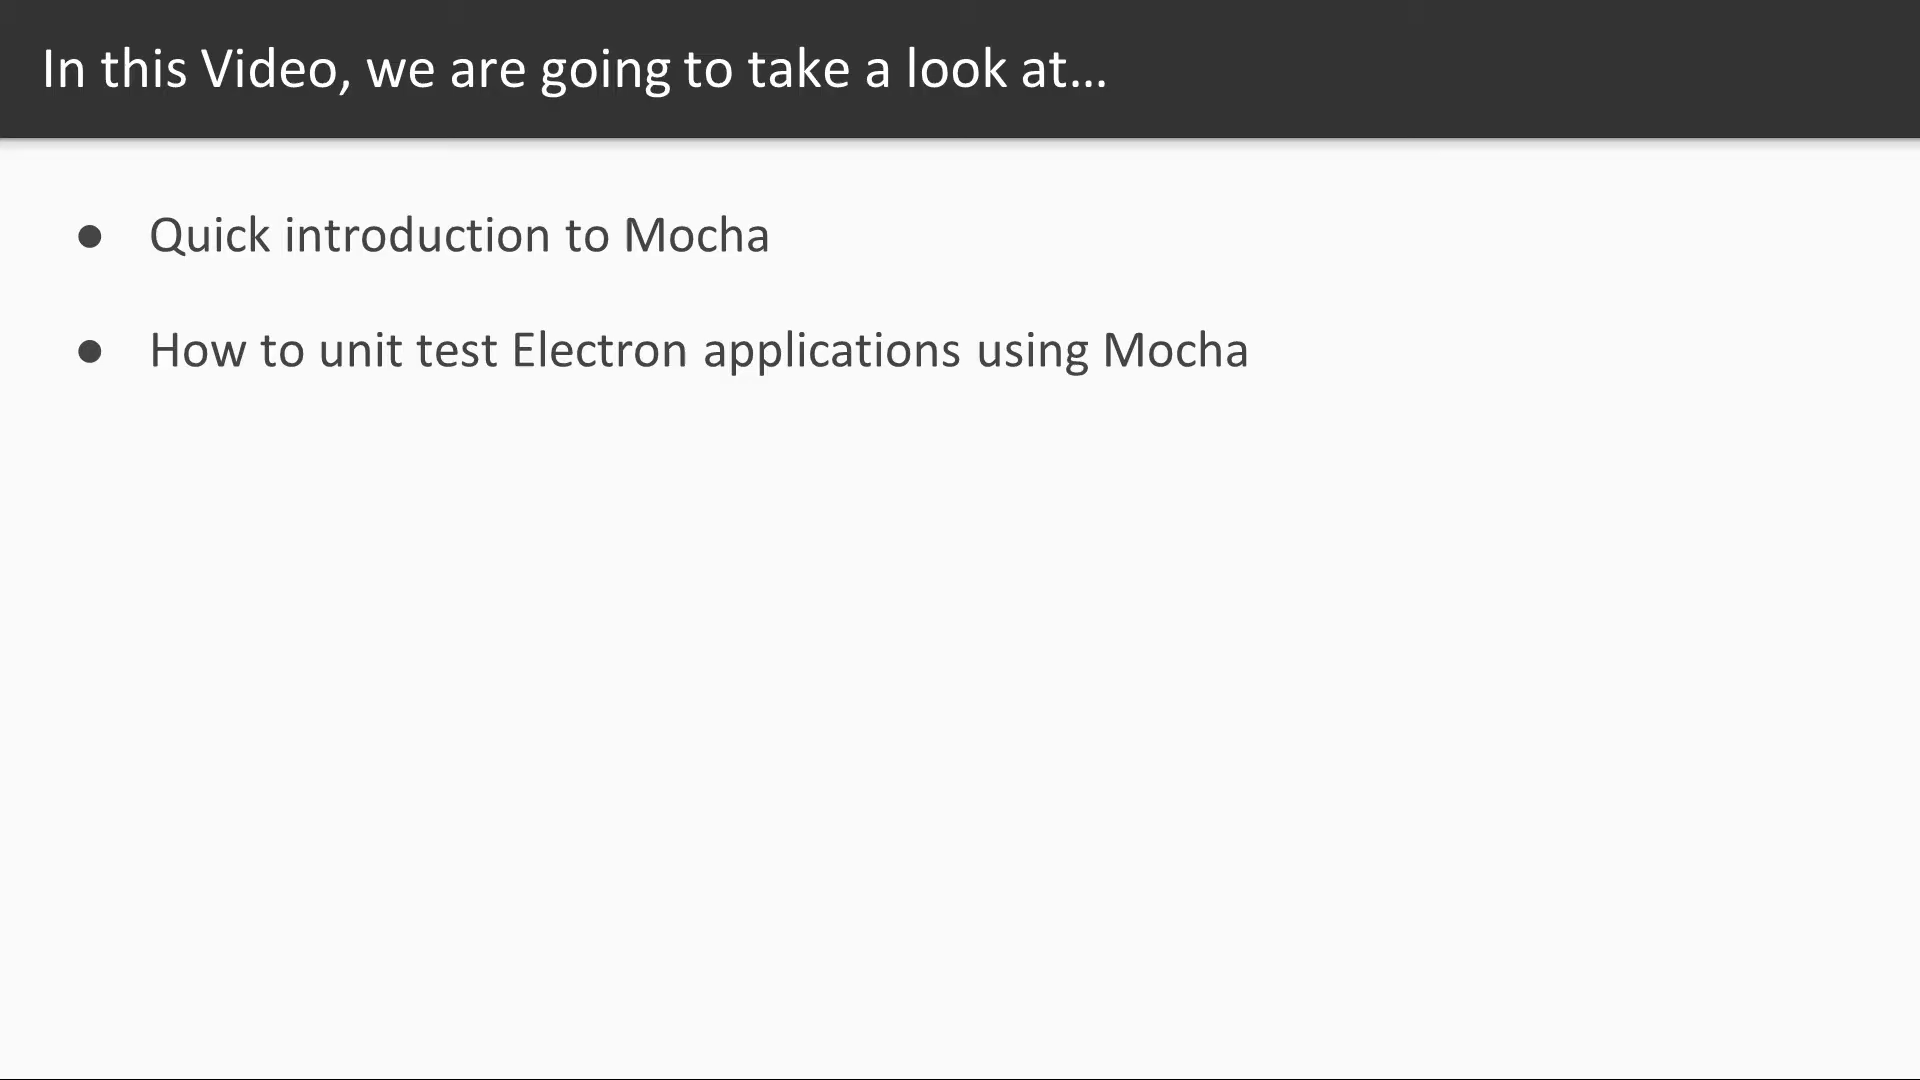 In this Video, we are going to take a look at…
● Quick introduction to Mocha
● How to unit test Electron applications using Mocha